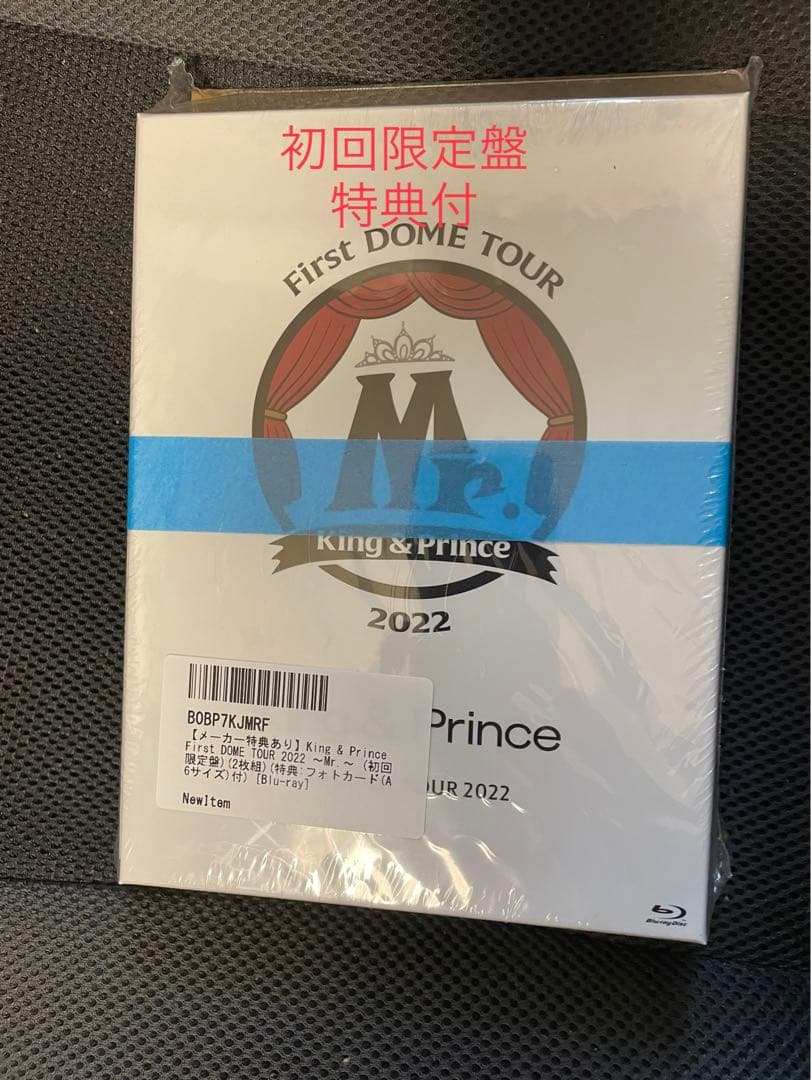 初回限定盤
特典付
First DOME TOUR
Mr.
King & Prince
2022
Prince
OUR 2022
B0BP7KJMRF
【メーカー特典あり】King & Prince
First DOME TOUR 2022 ～Mr.～ (初回
限定盤)(2枚組)(特典:フォトカード(A
6サイズ)付) [Blu-ray]
NewItem
Blu-ray Disc